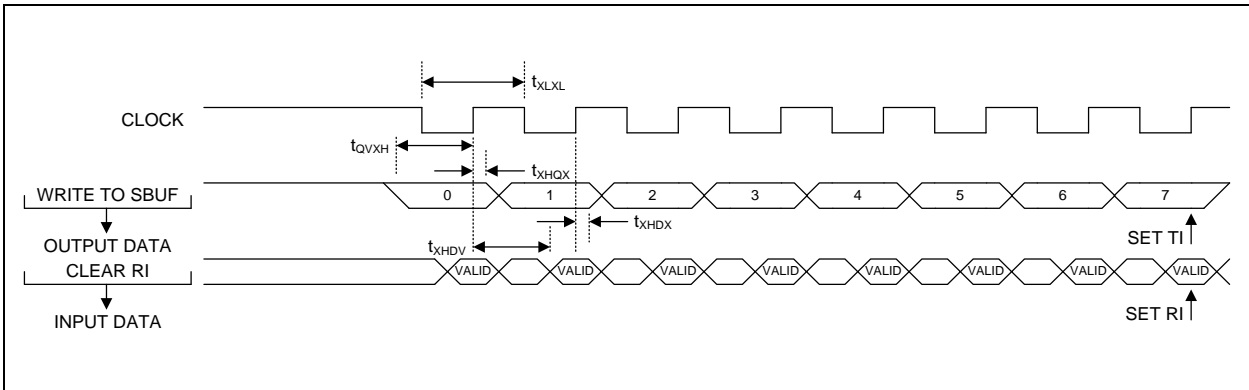 tXLXL
CLOCK
tQVXH
tXHQX
WRITE TO SBUF
0 1 2 3 4 5 6 7
tXHDX
OUTPUT DATA
tXHDV
SET TI
CLEAR RI
VALID VALID VALID VALID VALID VALID VALID VALID
INPUT DATA
SET RI